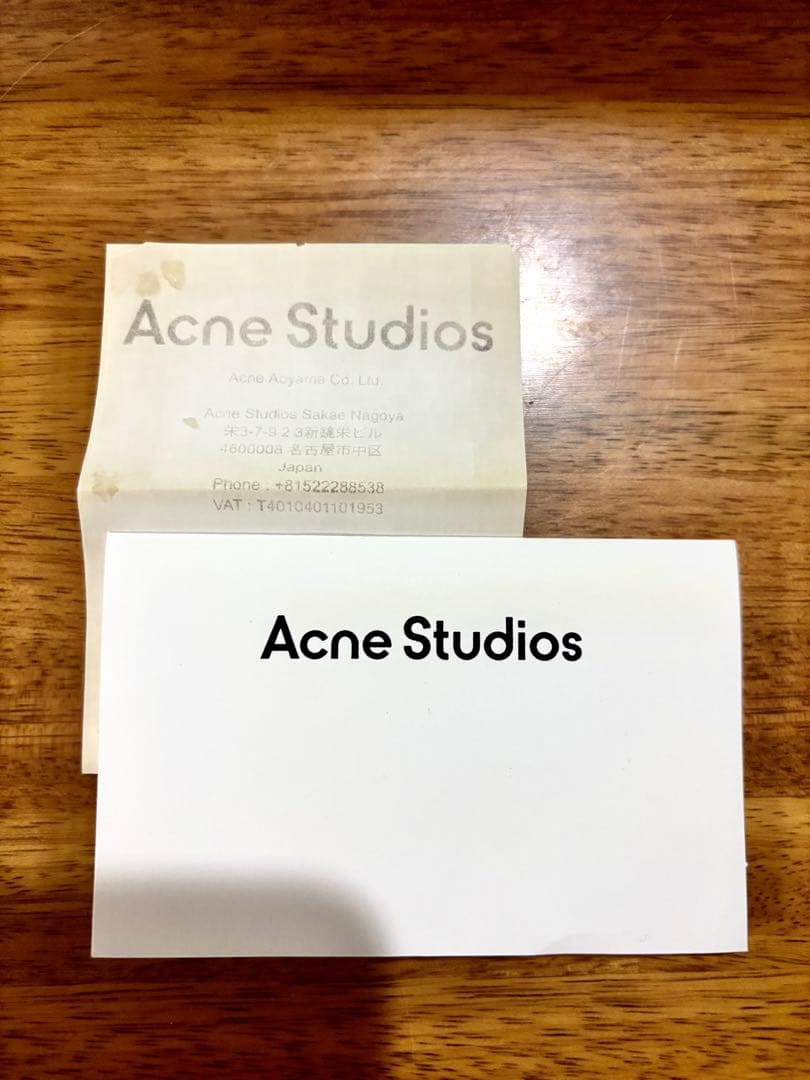 Acne Studios
Acne Aoyama Co. Ltd.
Acne Studios Sakae Nagoya
栄3-7-9 2 3新鏡栄ビル
4600008 名古屋市中区
Japan
Phone : +81522288538
VAT : T4010401101953
Acne Studios